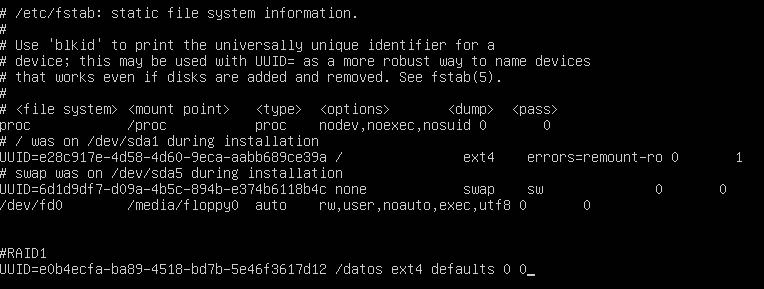 # /etc/fstab: static file system information.
#
# Use 'blkid' to print the universally unique identifier for a
# device; this may be used with UUID= as a more robust way to name devices
# that works even if disks are added and removed. See fstab(5).
#
# <file system> <mount point>   <type>  <options>       <dump>  <pass>
proc            /proc           proc    nodev,noexec,nosuid 0       0
# / was on /dev/sda1 during installation
UUID=e28c917e-4d58-4d60-9eca-aabb689ce39a /               ext4    errors=remount-ro 0       1
# swap was on /dev/sda5 during installation
UUID=6d1d9df7-d09a-4b5c-894b-e374b6118b4c none            swap    sw              0       0
/dev/fd0        /media/floppy0  auto    rw,user,noauto,exec,utf8 0       0
#RAID1
UUID=e0b4ecfa-ba89-4518-bd7b-5e46f3617d12 /datos ext4 defaults 0 0_